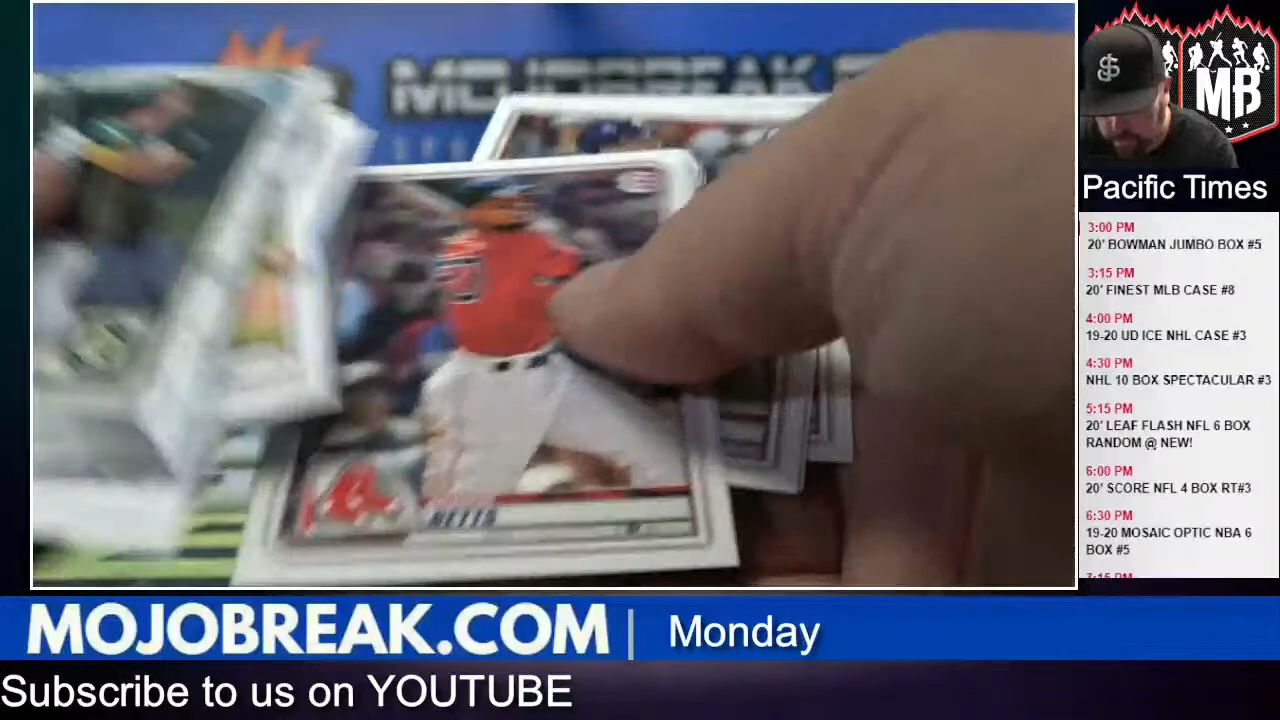 MOJOBREAK
MB
BETTS
Pacific Times
3:00 PM
20' BOWMAN JUMBO BOX #5
3:15 PM
20' FINEST MLB CASE #8
4:00 PM
19-20 UD ICE NHL CASE #3
4:30 PM
NHL 10 BOX SPECTACULAR #3
5:15 PM
20' LEAF FLASH NFL 6 BOX
RANDOM @ NEW!
6:00 PM
20' SCORE NFL 4 BOX RT#3
6:30 PM
19-20 MOSAIC OPTIC NBA 6
BOX #5
MOJOBREAK.COM | Monday
Subscribe to us on YOUTUBE